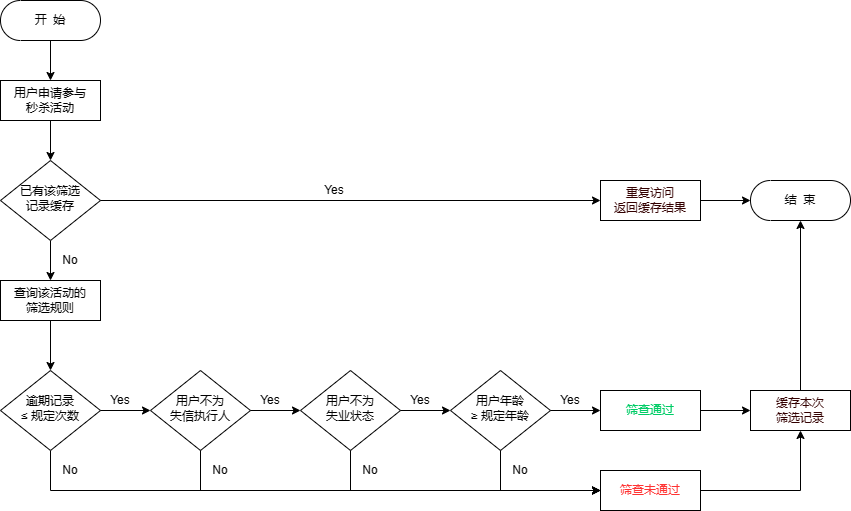 开 始
用户申请参与
秒杀活动
已有该筛选
记录缓存
Yes
重复访问
返回缓存结果
结 束
No
查询该活动的
筛选规则
逾期记录
≤ 规定次数
Yes
用户不为
失信执行人
Yes
用户不为
失业状态
Yes
用户年龄
≥ 规定年龄
Yes
筛查通过
缓存本次
筛选记录
No
No
No
No
筛查未通过